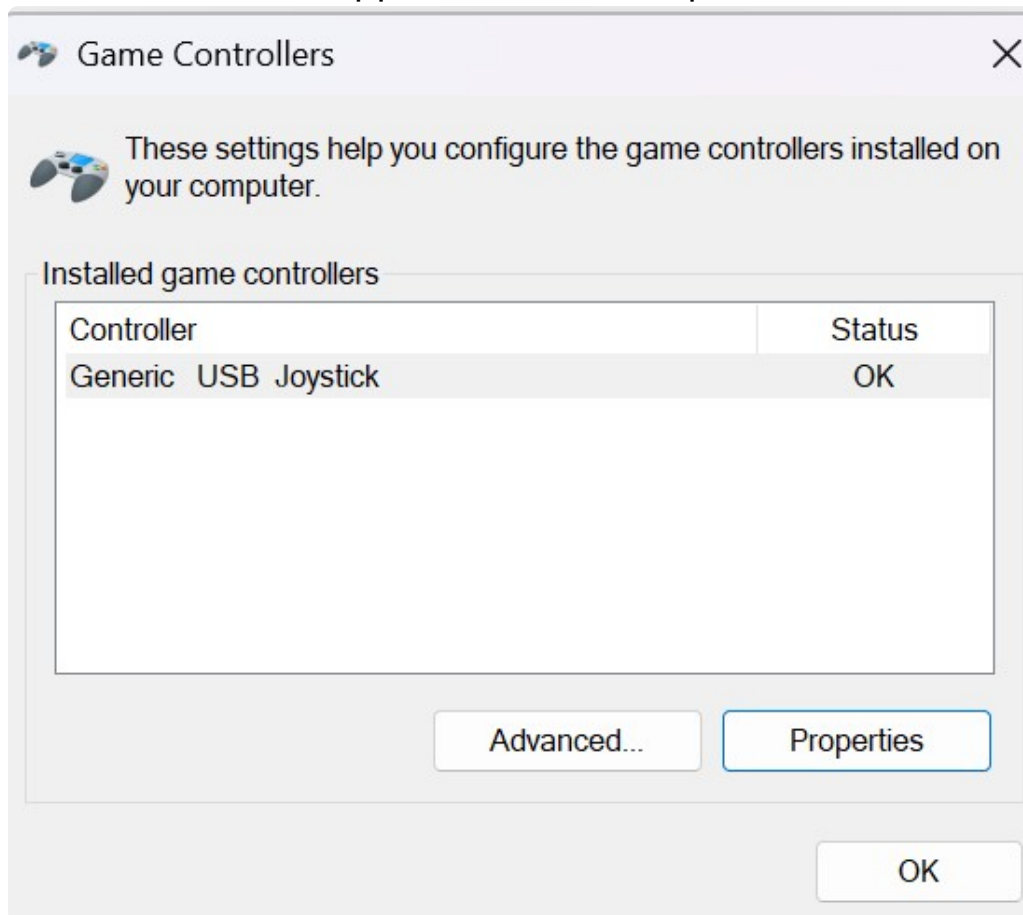 Game Controllers
These settings help you configure the game controllers installed on
your computer.
Installed game controllers
Controller Status
Generic USB Joystick OK
Advanced... Properties
OK